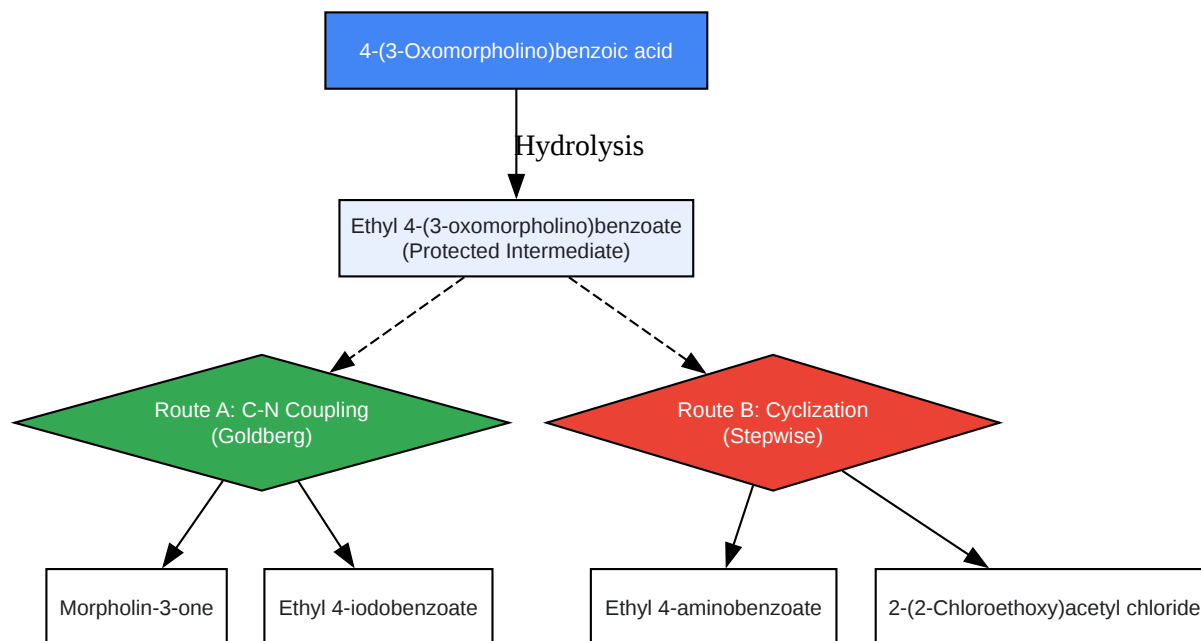 4-(3-Oxomorpholino)benzoic acid
Hydrolysis
Ethyl 4-(3-oxomorpholino)benzoate
(Protected Intermediate)
Route A: C-N Coupling
(Goldberg)
Route B: Cyclization
(Stepwise)
Morpholin-3-one
Ethyl 4-iodobenzoate
Ethyl 4-aminobenzoate
2-(2-Chloroethoxy)acetyl chloride